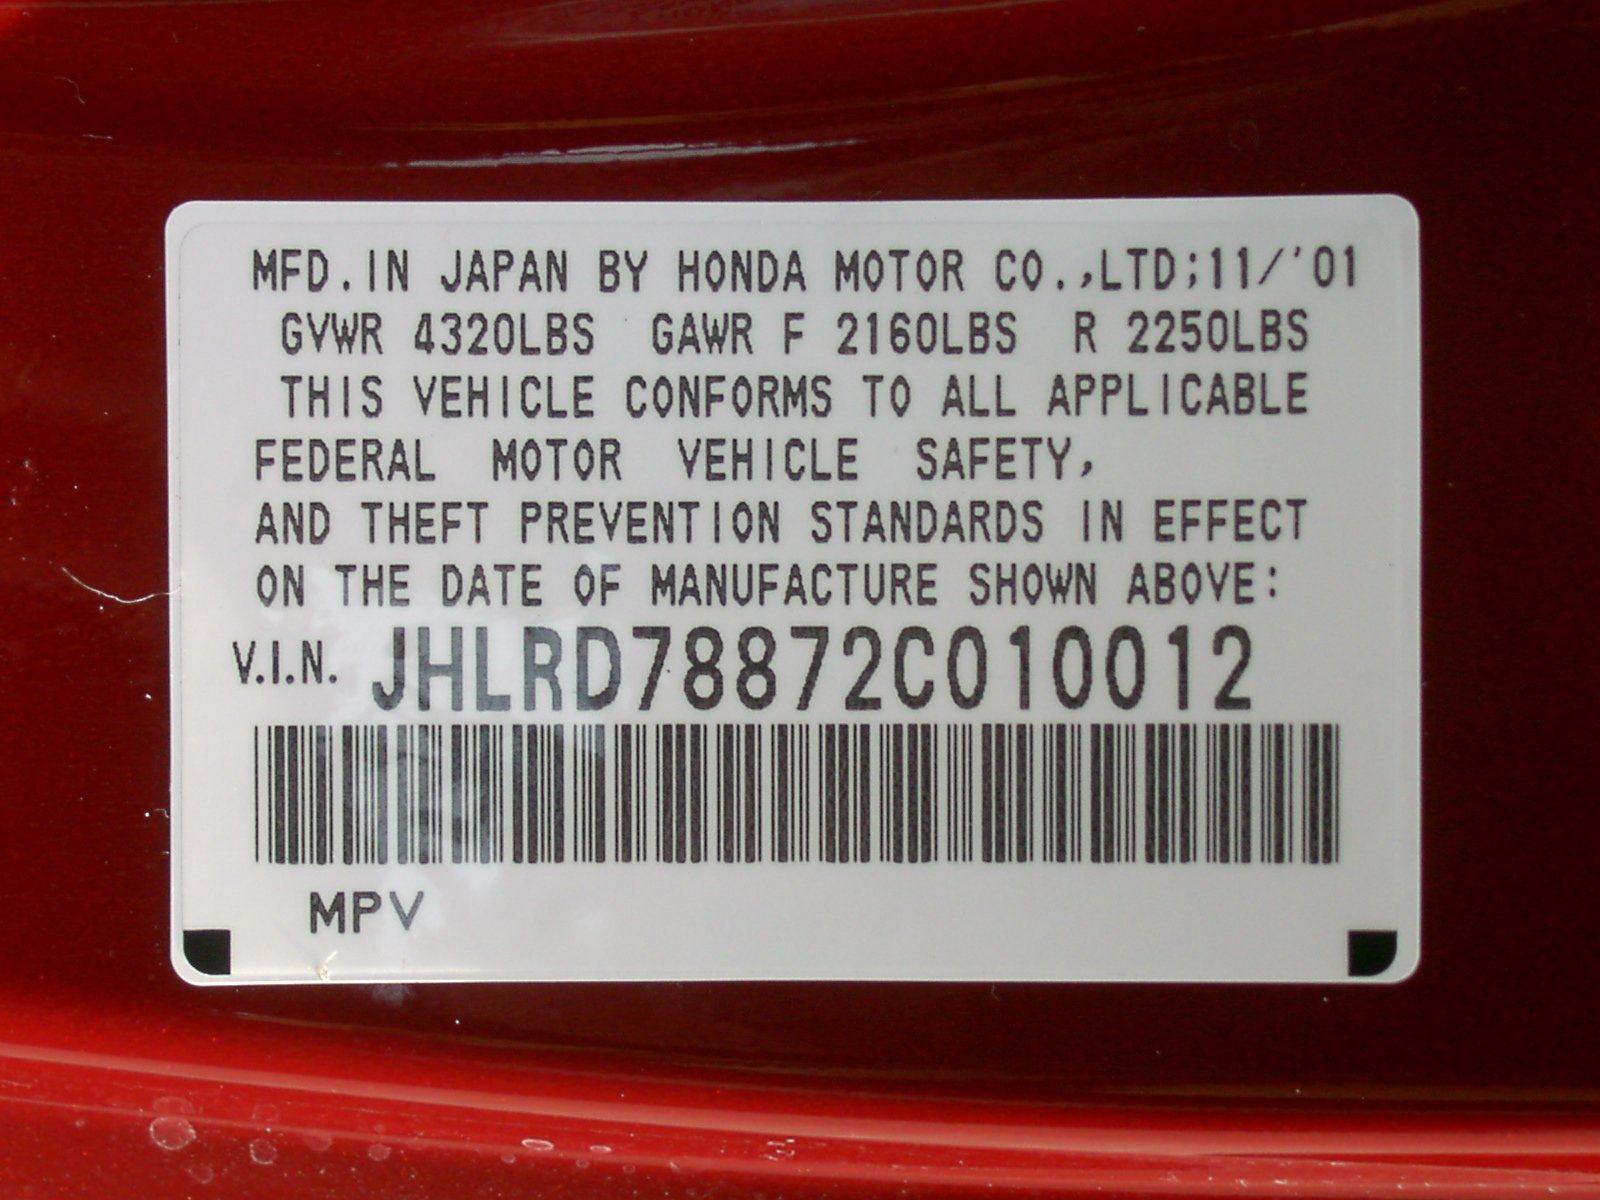 MFD.IN JAPAN BY HONDA MOTOR CO.,LTD;11/'01
GVWR 4320LBS GAWR F 2160LBS R 2250LBS
THIS VEHICLE CONFORMS TO ALL APPLICABLE
FEDERAL MOTOR VEHICLE SAFETY,
AND THEFT PREVENTION STANDARDS IN EFFECT
ON THE DATE OF MANUFACTURE SHOWN ABOVE:
V.I.N. JHLRD78872C010012
MPV